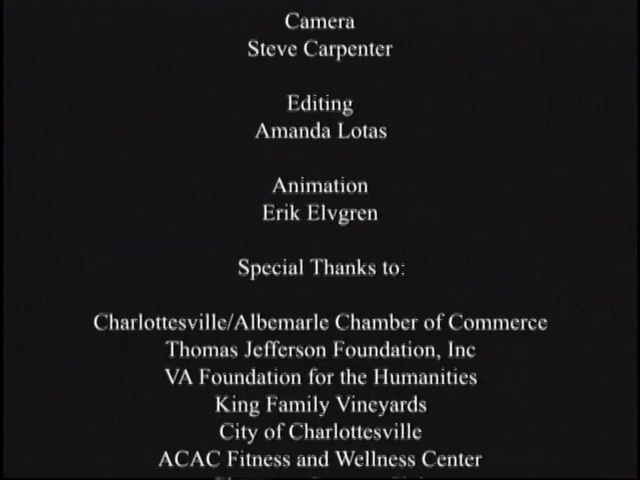 Camera
Steve Carpenter
Editing
Amanda Lotas
Animation
Erik Elvgren
Special Thanks to:
Charlottesville/Albemarle Chamber of Commerce
Thomas Jefferson Foundation, Inc
VA Foundation for the Humanities
King Family Vineyards
City of Charlottesville
ACAC Fitness and Wellness Center